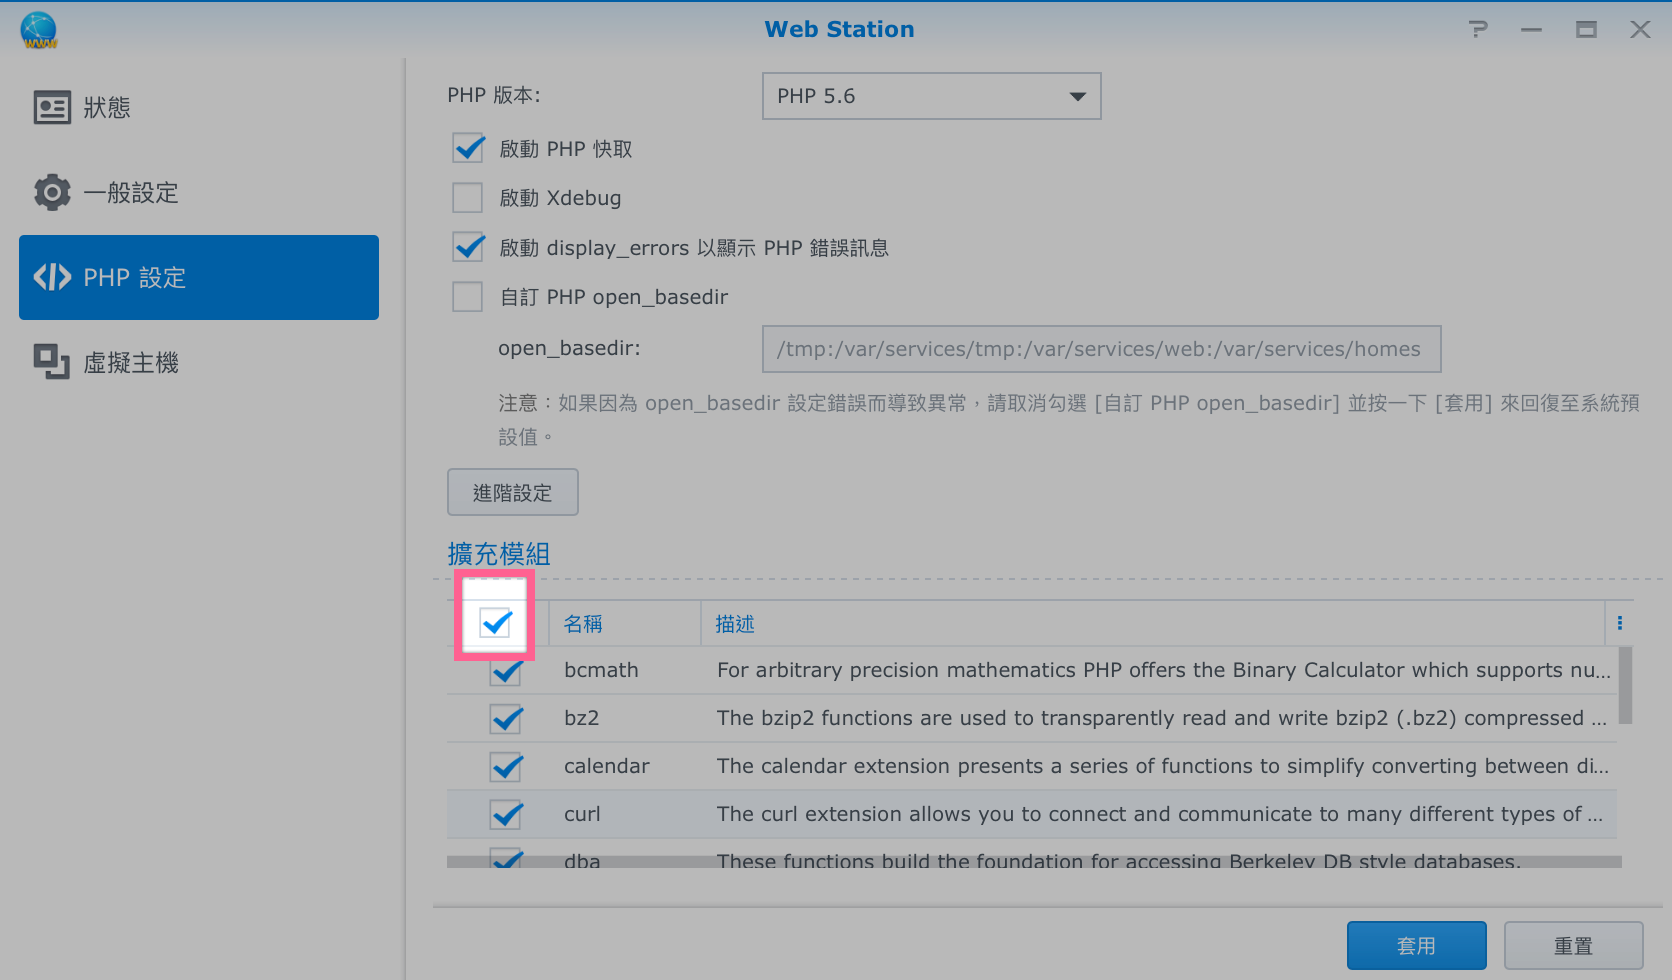 Web Station
狀態
一般設定
PHP 設定
虛擬主機
PHP 版本:
PHP 5.6
啟動 PHP 快取
啟動 Xdebug
啟動 display_errors 以顯示 PHP 錯誤訊息
自訂 PHP open_basedir
open_basedir:
/tmp:/var/services/tmp:/var/services/web:/var/services/homes
注意：如果因為 open_basedir 設定錯誤而導致異常，請取消勾選 [自訂 PHP open_basedir] 並按一下 [套用] 來回復至系統預
設值。
進階設定
擴充模組
名稱 描述
bcmath For arbitrary precision mathematics PHP offers the Binary Calculator which supports nu...
bz2 The bzip2 functions are used to transparently read and write bzip2 (.bz2) compressed ...
calendar The calendar extension presents a series of functions to simplify converting between di...
curl The curl extension allows you to connect and communicate to many different types of ...
dba These functions build the foundation for accessing Berkeley DB style databases.
套用 重置